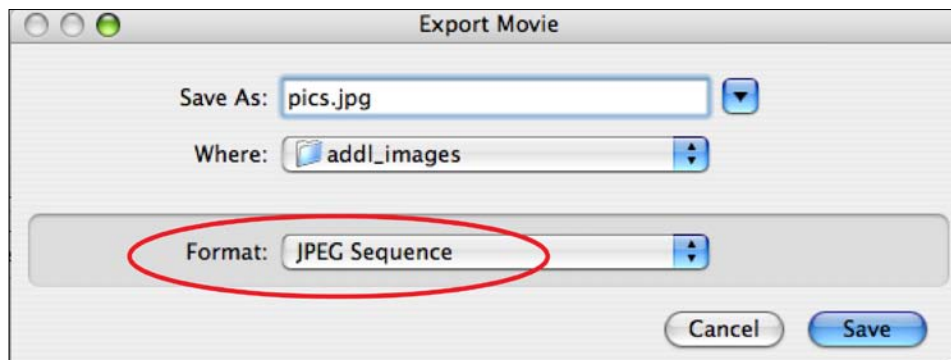 Export Movie
Save As: pics.jpg
Where: addl_images
Format: JPEG Sequence
Cancel Save